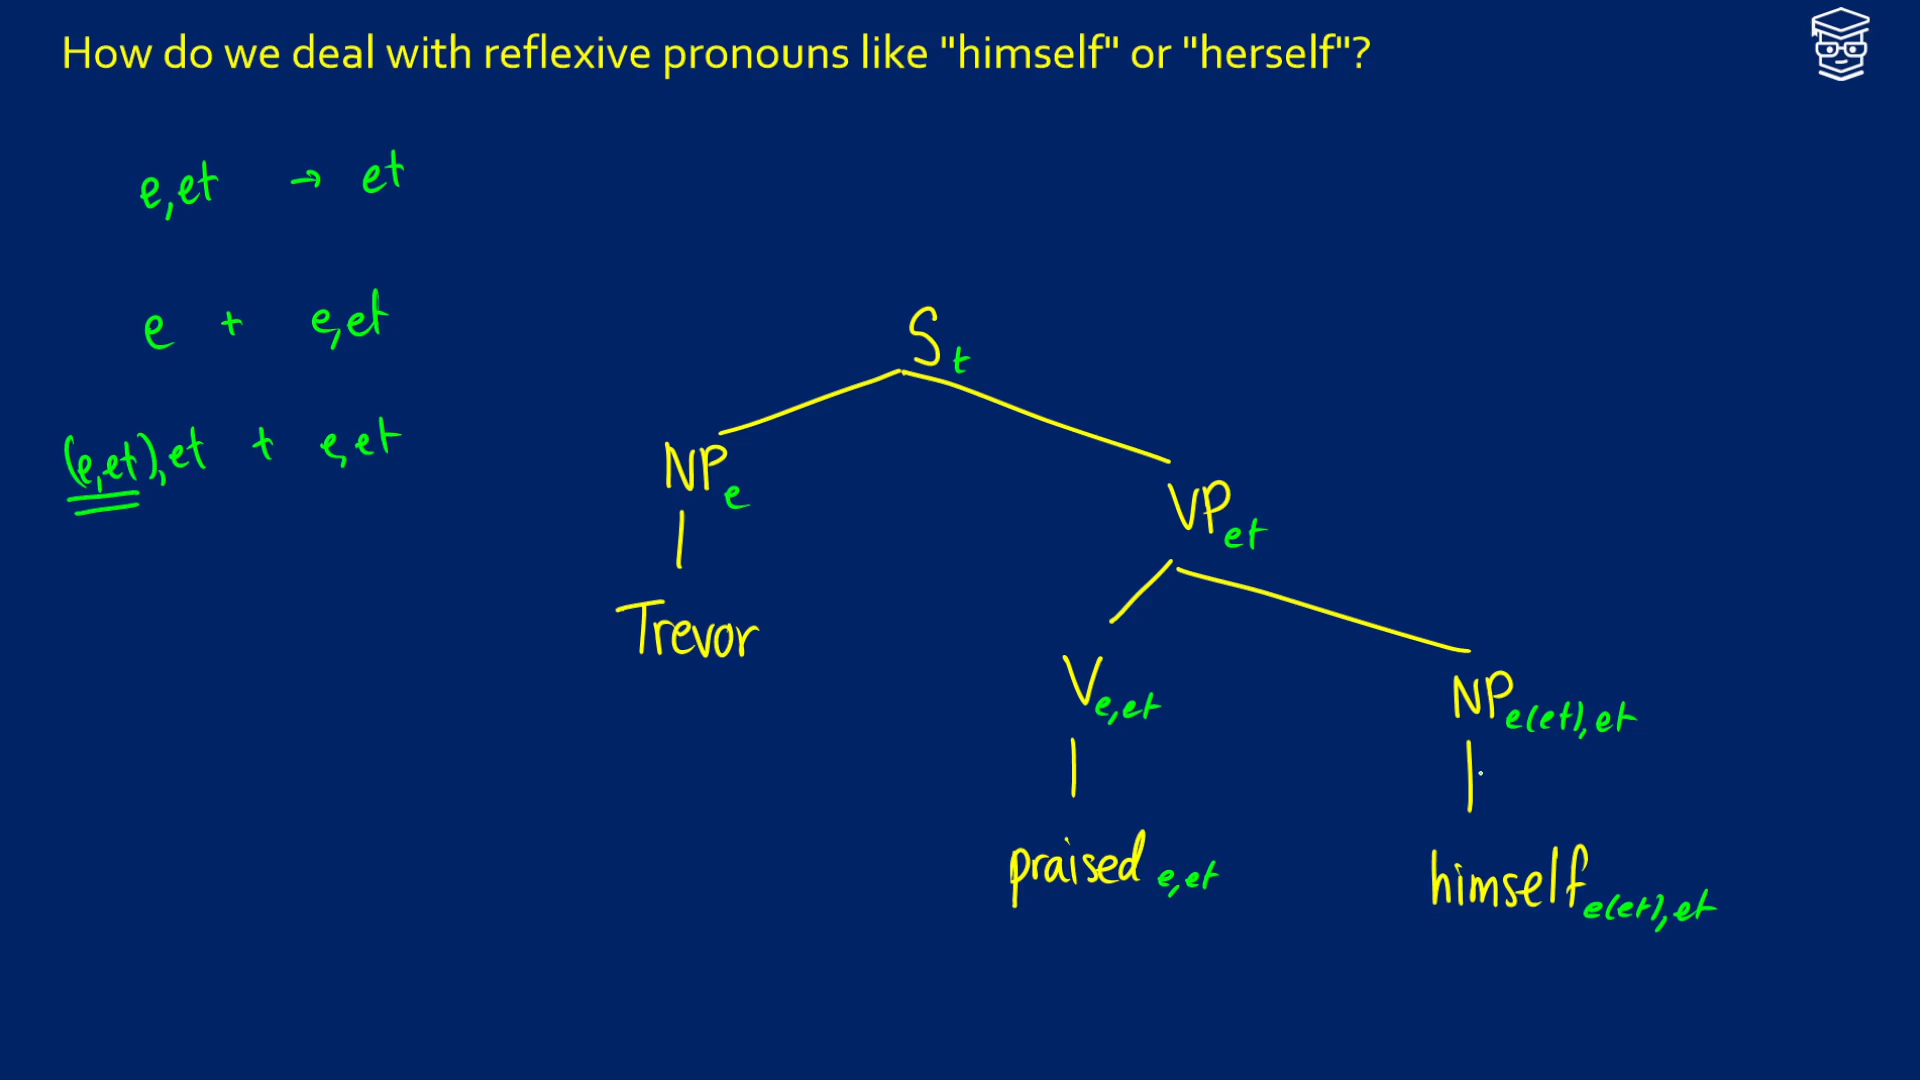 How do we deal with reflexive pronouns like "himself" or "herself"?
e,et → et
e + e,et
(e,et),et + e,et
S t
NP e
VP et
Trevor
V e,et
NP e(et),et
praised e,et
himself e(et),et